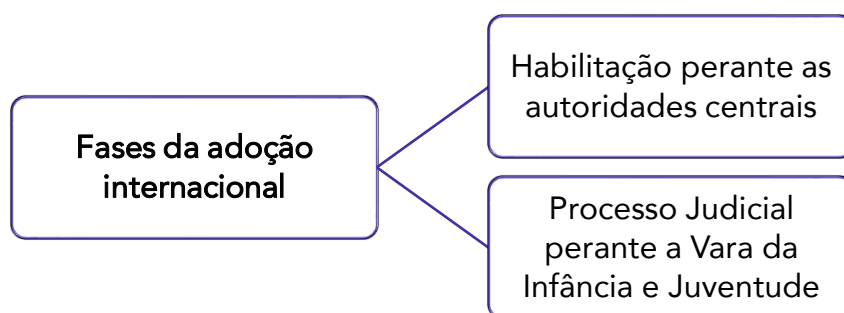 Fases da adoção
internacional
Habilitação perante as
autoridades centrais
Processo Judicial
perante a Vara da
Infância e Juventude